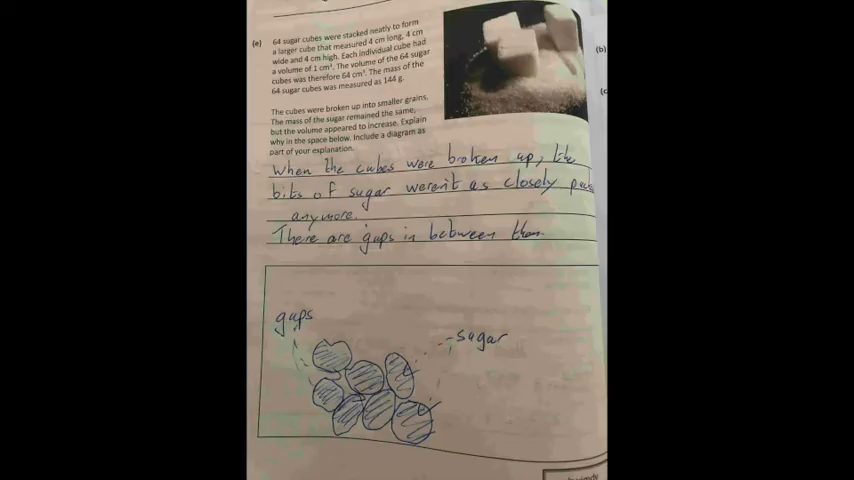 (e) 64 sugar cubes were stacked neatly to form
a larger cube that measured 4 cm long, 4 cm
wide and 4 cm high. Each individual cube had
a volume of 1 cm³. The volume of the 64 sugar
cubes was therefore 64 cm³. The mass of the
64 sugar cubes was measured as 144 g.
The cubes were broken up into smaller grains.
The mass of the sugar remained the same,
but the volume appeared to increase. Explain
why in the space below. Include a diagram as
part of your explanation.
(b)
(c
When the cubes were broken up, the
bits of sugar weren't as closely
anymore.
There are gaps in between them.
gaps
sugar